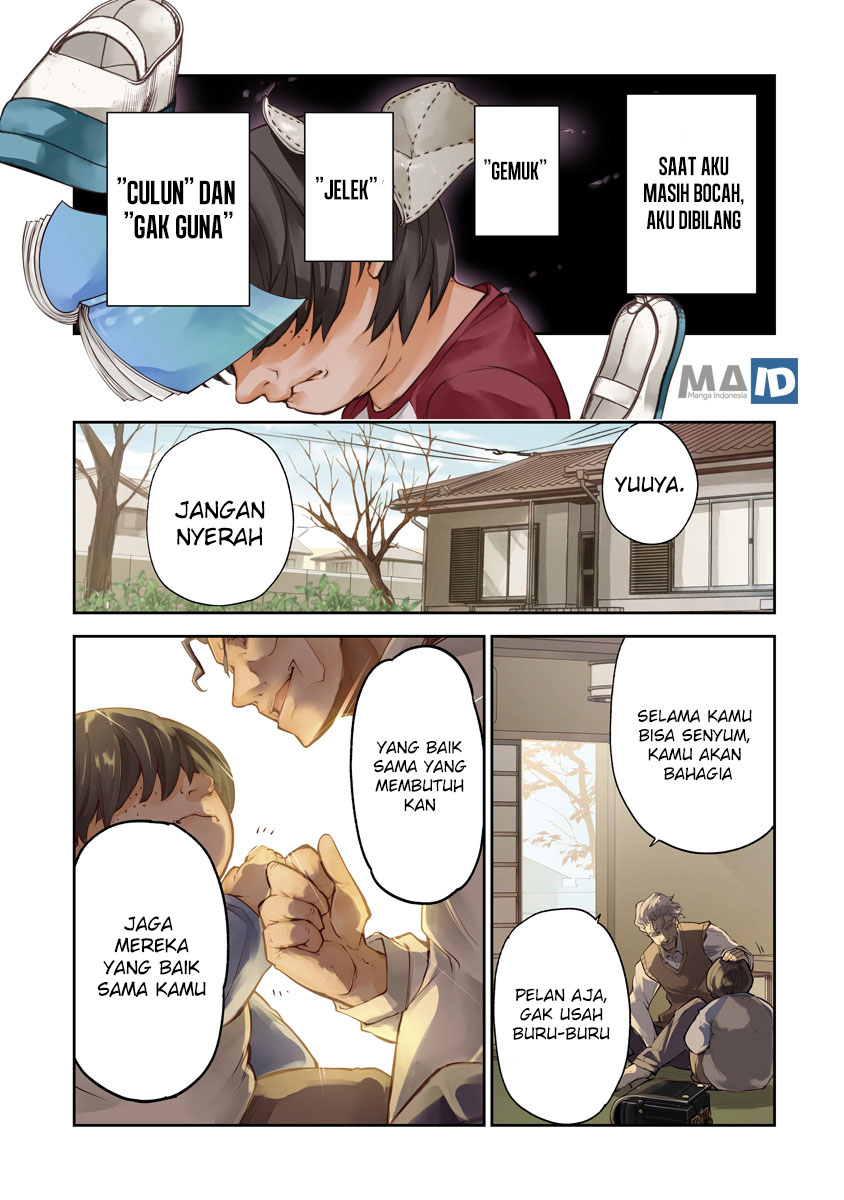 SAAT AKU
MASIH BOCAH,
AKU DIBILANG
"GEMUK"
"JELEK"
"CULUN" DAN
"GAK GUNA"
MAID
Manga Indonesia
YUUYA.
JANGAN
NYERAH
SELAMA KAMU
BISA SENYUM,
KAMU AKAN
BAHAGIA
PELAN AJA,
GAK USAH
BURU-BURU
YANG BAIK
SAMA YANG
MEMBUTUH
KAN
JAGA
MEREKA
YANG BAIK
SAMA KAMU